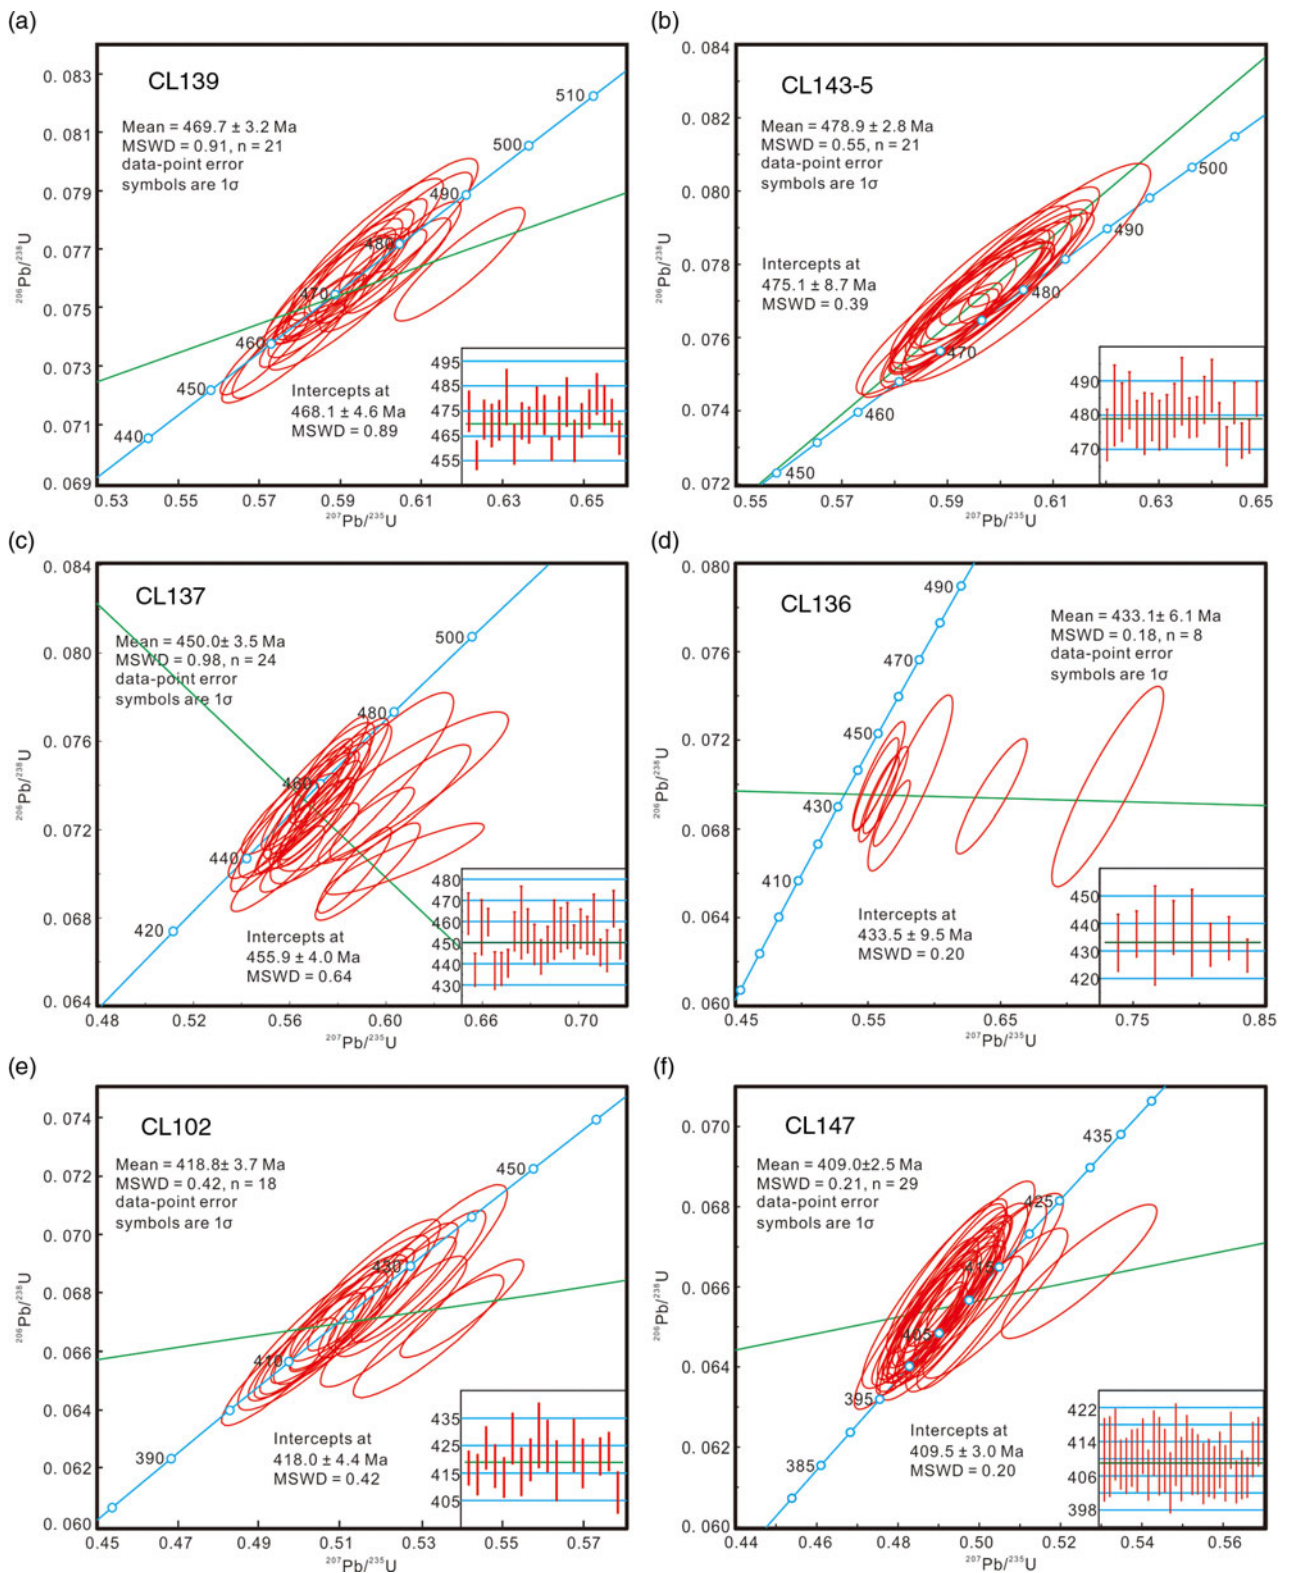 (a)
CL139
Mean = 469.7 ± 3.2 Ma
MSWD = 0.91, n = 21
data-point error
symbols are 1σ
0. 083
0. 081
0. 079
0. 077
0. 075
0. 073
0. 071
0. 069
²⁰⁶Pb/²³⁸U
510
500
490
480
470
460
450
440
Intercepts at
468.1 ± 4.6 Ma
MSWD = 0.89
495
485
475
465
455
0.53
0.55
0.57
0.59
0.61
0.63
0.65
²⁰⁷Pb/²³⁵U
(b)
CL143-5
Mean = 478.9 ± 2.8 Ma
MSWD = 0.55, n = 21
data-point error
symbols are 1σ
0. 084
0. 082
0. 080
0. 078
0. 076
0. 074
0. 072
²⁰⁶Pb/²³⁸U
500
490
480
470
460
450
Intercepts at
475.1 ± 8.7 Ma
MSWD = 0.39
490
480
470
0.55
0.57
0.59
0.61
0.63
0.65
²⁰⁷Pb/²³⁵U
(c)
CL137
Mean = 450.0± 3.5 Ma
MSWD = 0.98, n = 24
data-point error
symbols are 1σ
0. 084
0. 080
0. 076
0. 072
0. 068
0. 064
²⁰⁶Pb/²³⁸U
500
480
460
440
420
Intercepts at
455.9 ± 4.0 Ma
MSWD = 0.64
480
470
460
450
440
430
0.48
0.52
0.56
0.60
0.66
0.70
²⁰⁷Pb/²³⁵U
(d)
CL136
Mean = 433.1± 6.1 Ma
MSWD = 0.18, n = 8
data-point error
symbols are 1σ
0. 080
0. 076
0. 072
0. 068
0. 064
0. 060
²⁰⁶Pb/²³⁸U
490
470
450
430
410
Intercepts at
433.5 ± 9.5 Ma
MSWD = 0.20
450
440
430
420
0.45
0.55
0.65
0.75
0.85
²⁰⁷Pb/²³⁵U
(e)
CL102
Mean = 418.8± 3.7 Ma
MSWD = 0.42, n = 18
data-point error
symbols are 1σ
0. 074
0. 072
0. 070
0. 068
0. 066
0. 064
0. 062
0. 060
²⁰⁶Pb/²³⁸U
450
430
410
390
Intercepts at
418.0 ± 4.4 Ma
MSWD = 0.42
435
425
415
405
0.45
0.47
0.49
0.51
0.53
0.55
0.57
²⁰⁷Pb/²³⁵U
(f)
CL147
Mean = 409.0±2.5 Ma
MSWD = 0.21, n = 29
data-point error
symbols are 1σ
0. 070
0. 068
0. 066
0. 064
0. 062
0. 060
²⁰⁶Pb/²³⁸U
435
425
415
405
395
385
Intercepts at
409.5 ± 3.0 Ma
MSWD = 0.20
422
414
406
398
0.44
0.46
0.48
0.50
0.52
0.54
0.56
²⁰⁷Pb/²³⁵U